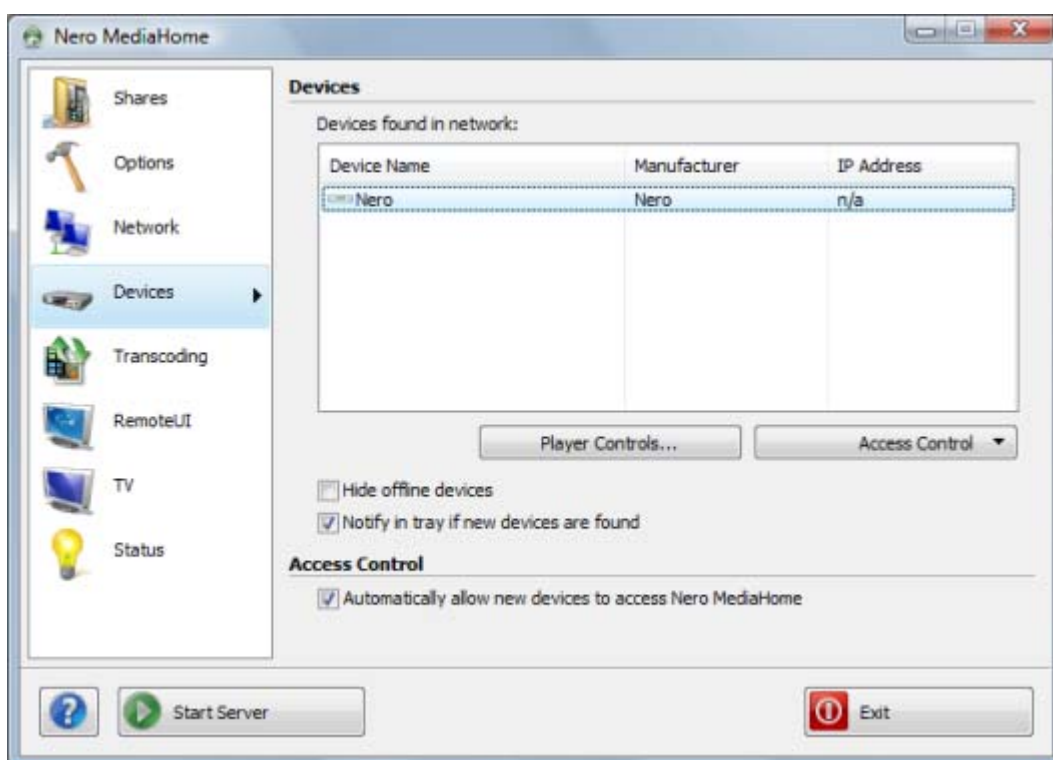 Nero MediaHome
Shares
Options
Network
Devices
Transcoding
RemoteUI
TV
Status
Devices
Devices found in network:
Device Name Manufacturer IP Address
Nero Nero n/a
Player Controls... Access Control
Hide offline devices
Notify in tray if new devices are found
Access Control
Automatically allow new devices to access Nero MediaHome
Start Server Exit